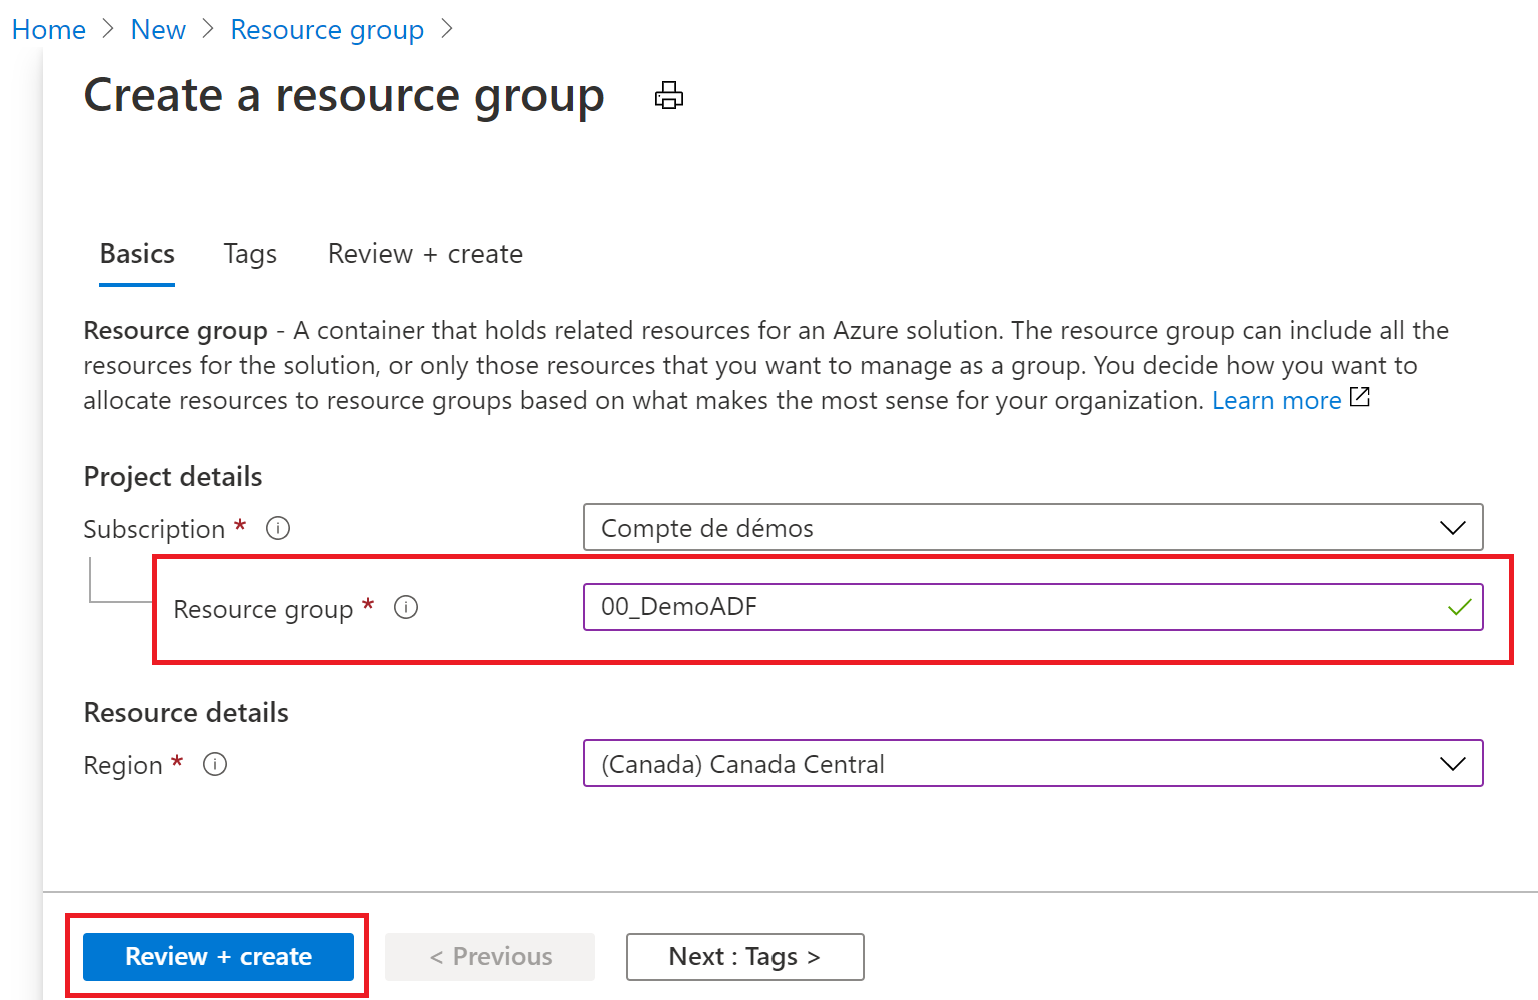 Home > New > Resource group >
Create a resource group
Basics Tags Review + create
Resource group - A container that holds related resources for an Azure solution. The resource group can include all the
resources for the solution, or only those resources that you want to manage as a group. You decide how you want to
allocate resources to resource groups based on what makes the most sense for your organization. Learn more
Project details
Subscription * Compte de démos
Resource group * 00_DemoADF
Resource details
Region * (Canada) Canada Central
Review + create < Previous Next : Tags >